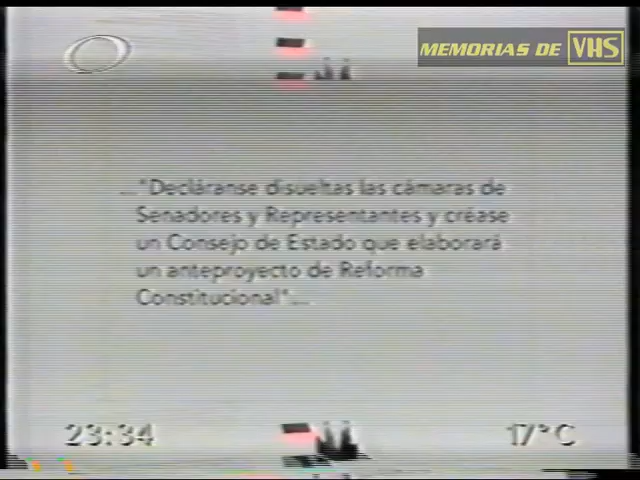 MEMORIAS DE VHS
..."Decláranse disueltas las cámaras de
Senadores y Representantes y créase
un Consejo de Estado que elaborará
un anteproyecto de Reforma
Constitucional"...
23:34
17°C